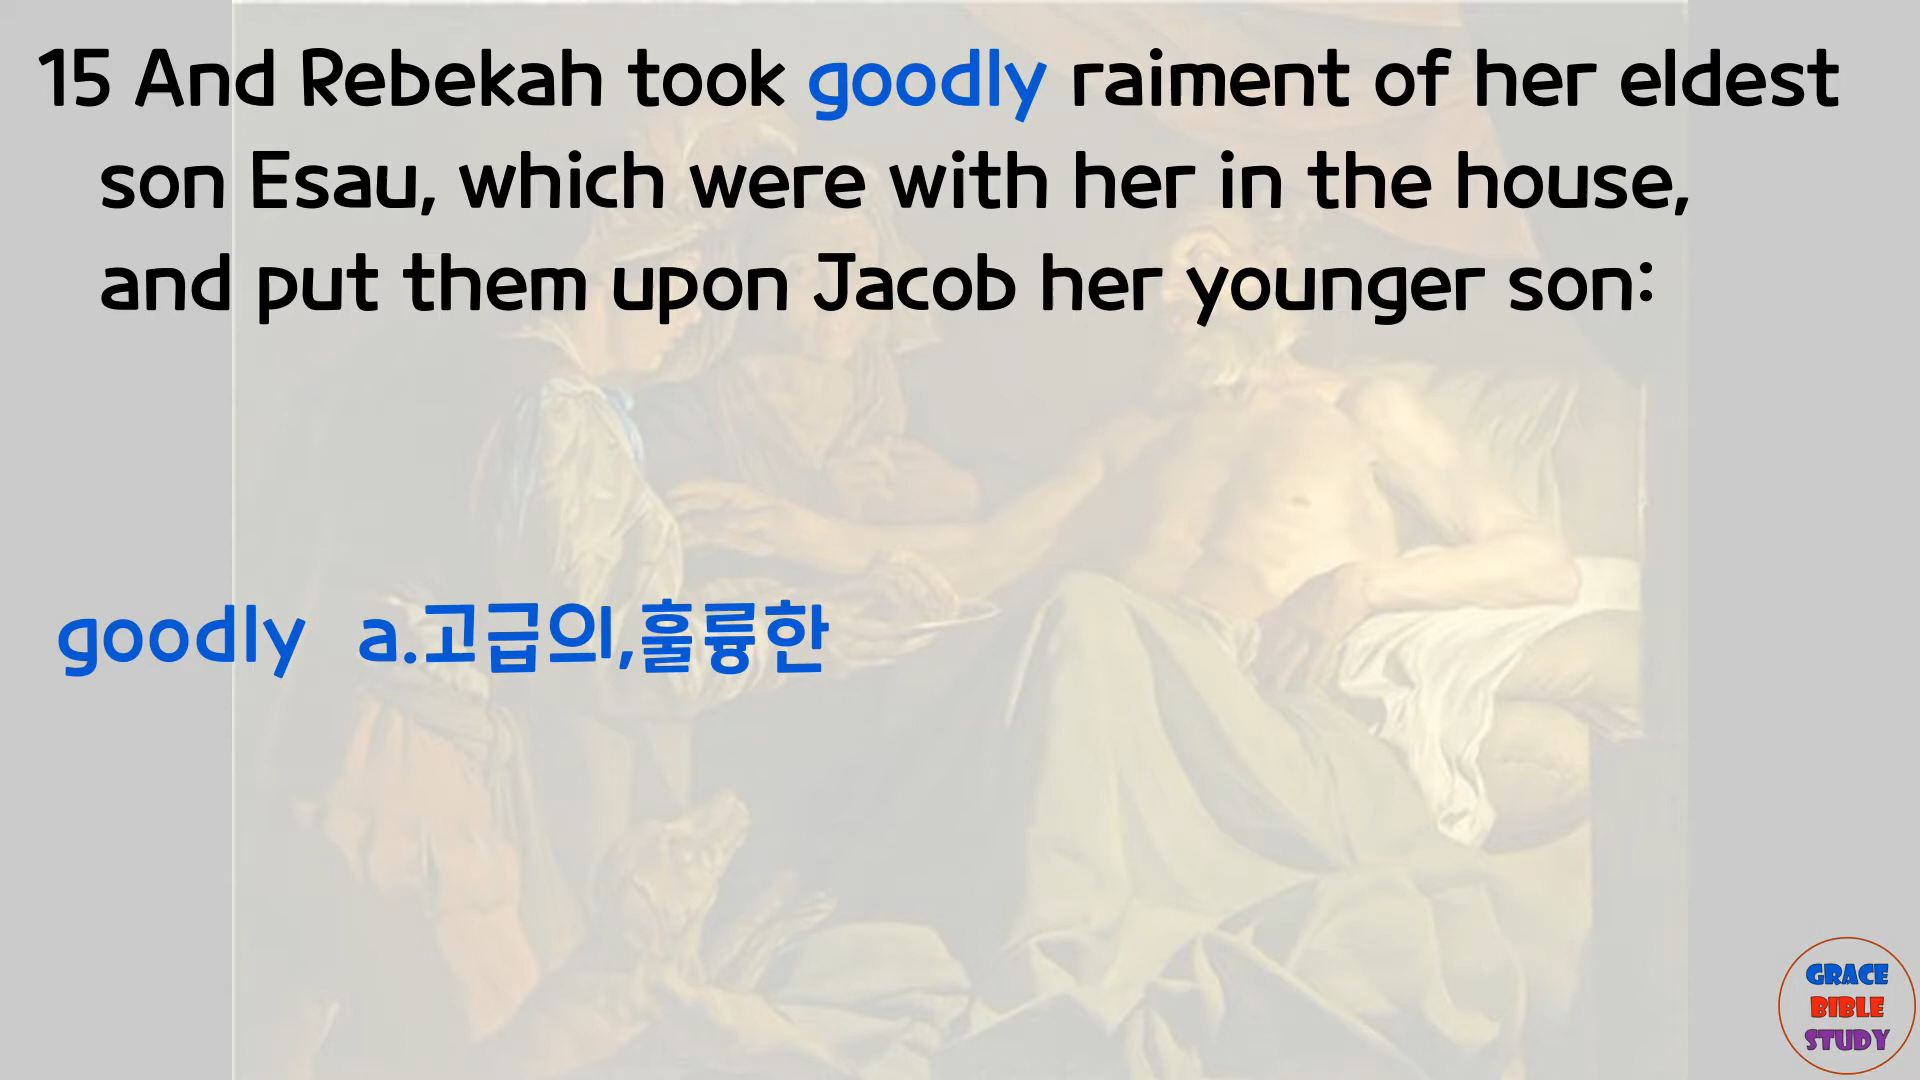 15 And Rebekah took goodly raiment of her eldest
son Esau, which were with her in the house,
and put them upon Jacob her younger son:
goodly a.고급의,훌륭한
GRACE
BIBLE
STUDY